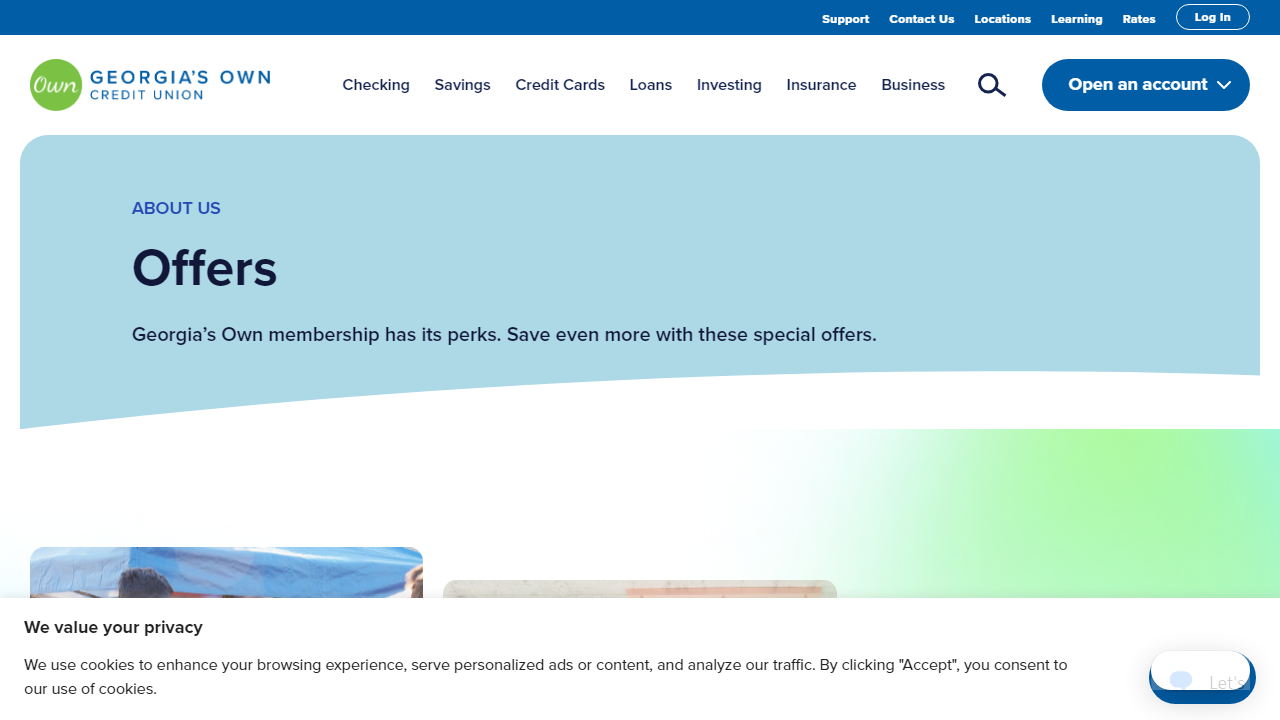 Support
Contact Us
Locations
Learning
Rates
Log In
Own
GEORGIA'S OWN
CREDIT UNION
Checking
Savings
Credit Cards
Loans
Investing
Insurance
Business
Open an account
ABOUT US
Offers
Georgia’s Own membership has its perks. Save even more with these special offers.
We value your privacy
We use cookies to enhance your browsing experience, serve personalized ads or content, and analyze our traffic. By clicking "Accept", you consent to
our use of cookies.
Let's